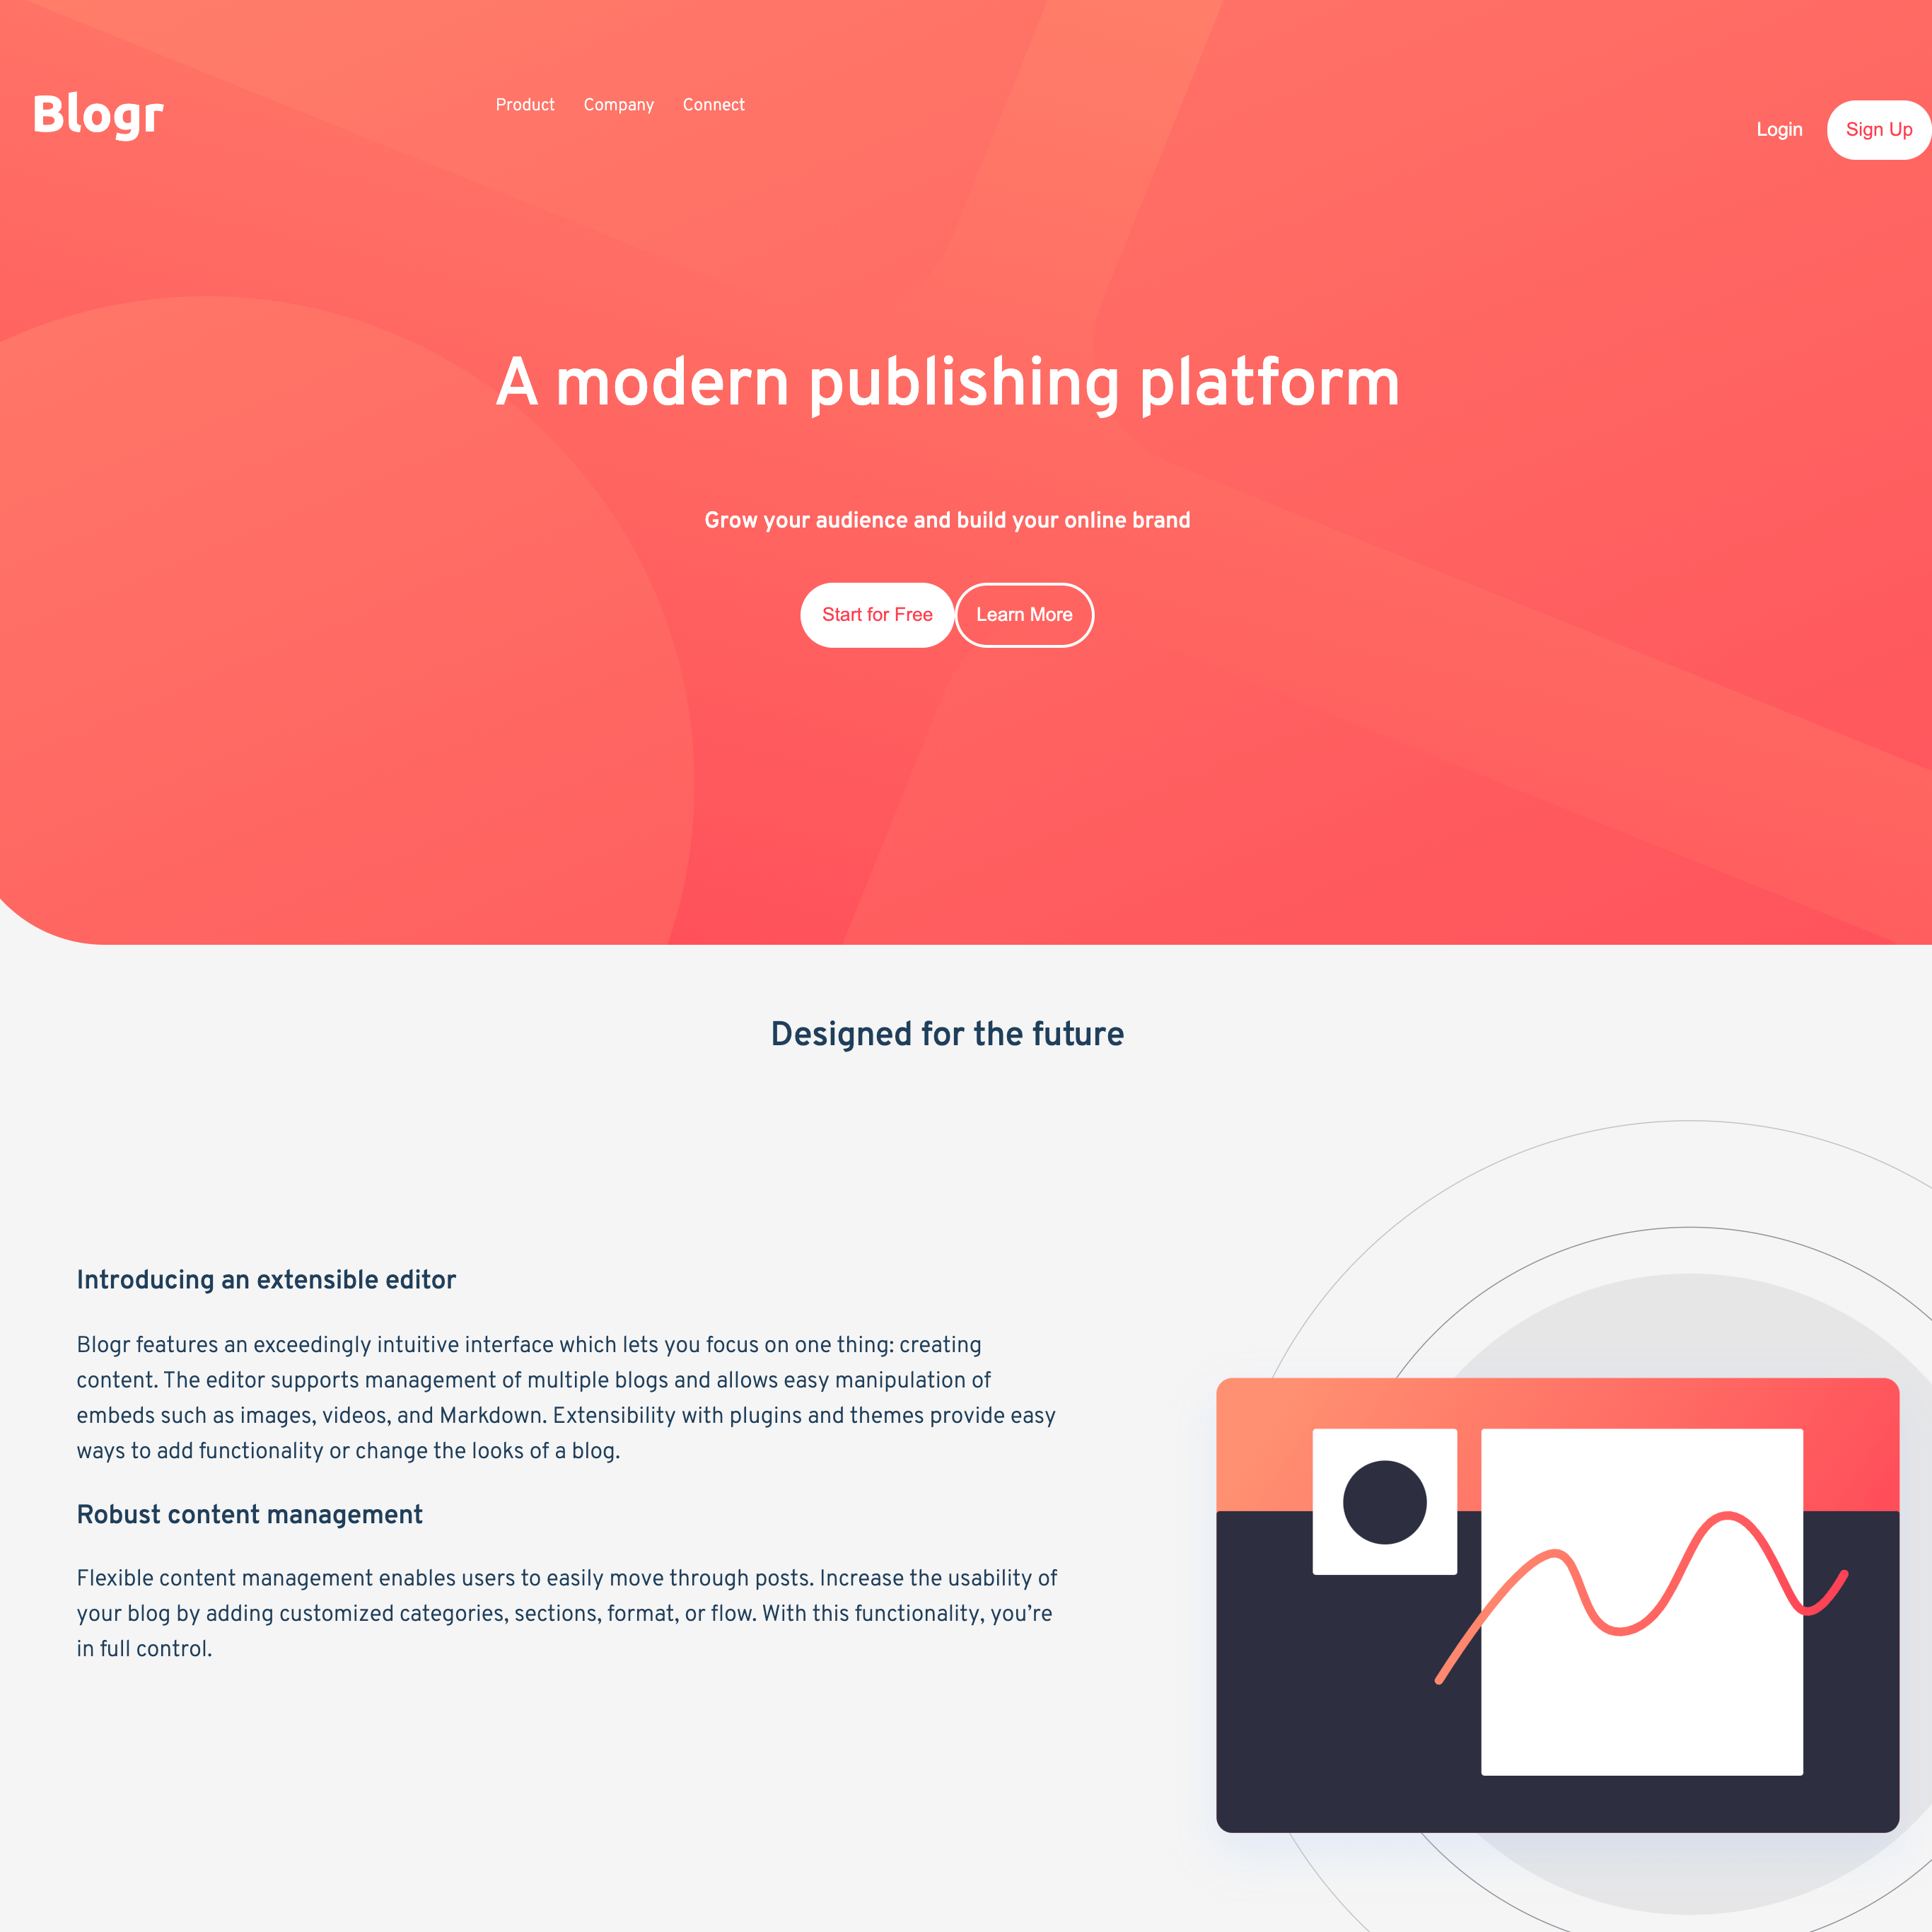 Blogr
Product Company Connect
Login Sign Up
A modern publishing platform
Grow your audience and build your online brand
Start for Free Learn More
Designed for the future
Introducing an extensible editor
Blogr features an exceedingly intuitive interface which lets you focus on one thing: creating
content. The editor supports management of multiple blogs and allows easy manipulation of
embeds such as images, videos, and Markdown. Extensibility with plugins and themes provide easy
ways to add functionality or change the looks of a blog.
Robust content management
Flexible content management enables users to easily move through posts. Increase the usability of
your blog by adding customized categories, sections, format, or flow. With this functionality, you’re
in full control.